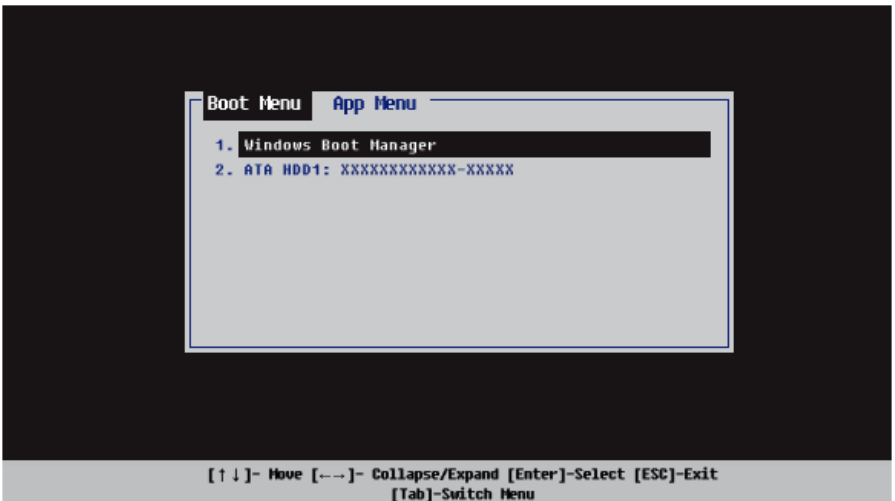 Boot Menu App Menu
1. Windows Boot Manager
2. ATA HDD1: XXXXXXXXXXXX-XXXXX
[↑↓]- Move [←→]- Collapse/Expand [Enter]-Select [ESC]-Exit
[Tab]-Switch Menu